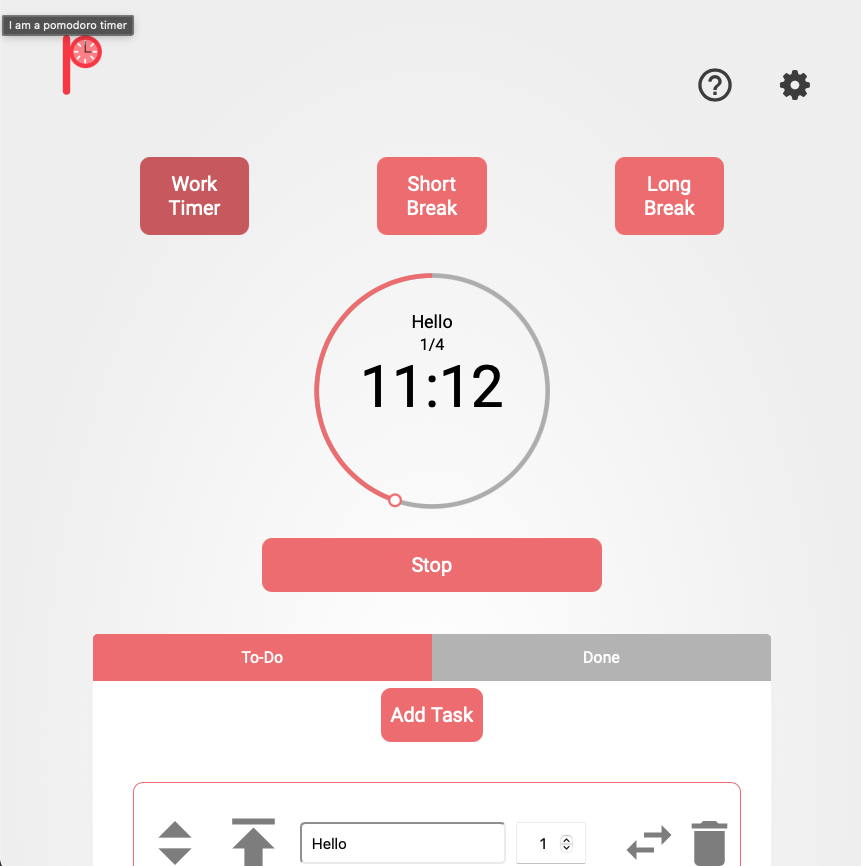 I am a pomodoro timer
Work
Timer
Short
Break
Long
Break
Hello
1/4
11:12
Stop
To-Do
Done
Add Task
Hello
1